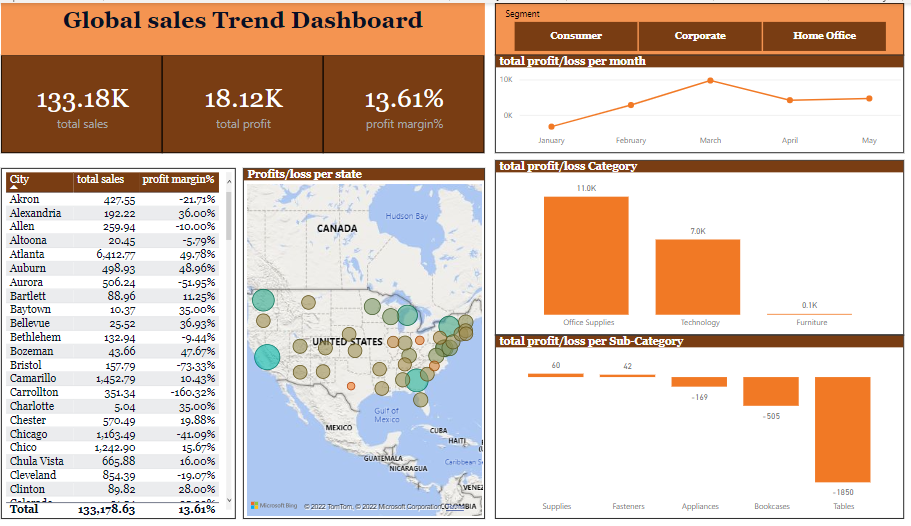 Global sales Trend Dashboard
133.18K
total sales
18.12K
total profit
13.61%
profit margin%
Segment
Consumer Corporate Home Office
total profit/loss per month
10K
0K
January February March April May
City total sales profit margin%
Akron 427.55 -21.71%
Alexandria 192.22 36.00%
Allen 259.94 -10.00%
Altoona 20.45 -5.79%
Atlanta 6,412.77 49.78%
Auburn 498.93 48.96%
Aurora 506.24 -51.95%
Bartlett 88.96 11.25%
Baytown 10.37 35.00%
Bellevue 25.52 36.93%
Bethlehem 132.94 -9.44%
Bozeman 43.66 47.67%
Bristol 157.79 -73.33%
Camarillo 1,452.79 10.43%
Carrollton 351.34 -160.32%
Charlotte 5.04 35.00%
Chester 570.49 19.88%
Chicago 1,163.49 -41.09%
Chico 1,242.90 15.67%
Chula Vista 665.88 16.00%
Cleveland 854.39 -19.07%
Clinton 89.82 28.00%
Total 133,178.63 13.61%
Profits/loss per state
Hudson Bay
CANADA
UNITED STATES
Gulf of
Mexico
MEXICO
CUBA
HAITI
GUATEMALA
NICARAGUA
Caribbean S
VENEZ
COLOMBIA
Microsoft Bing
© 2022 TomTom, © 2022 Microsoft Corporation
total profit/loss Category
11.0K
7.0K
0.1K
Office Supplies Technology Furniture
total profit/loss per Sub-Category
60
42
-169
-505
-1850
Supplies Fasteners Appliances Bookcases Tables